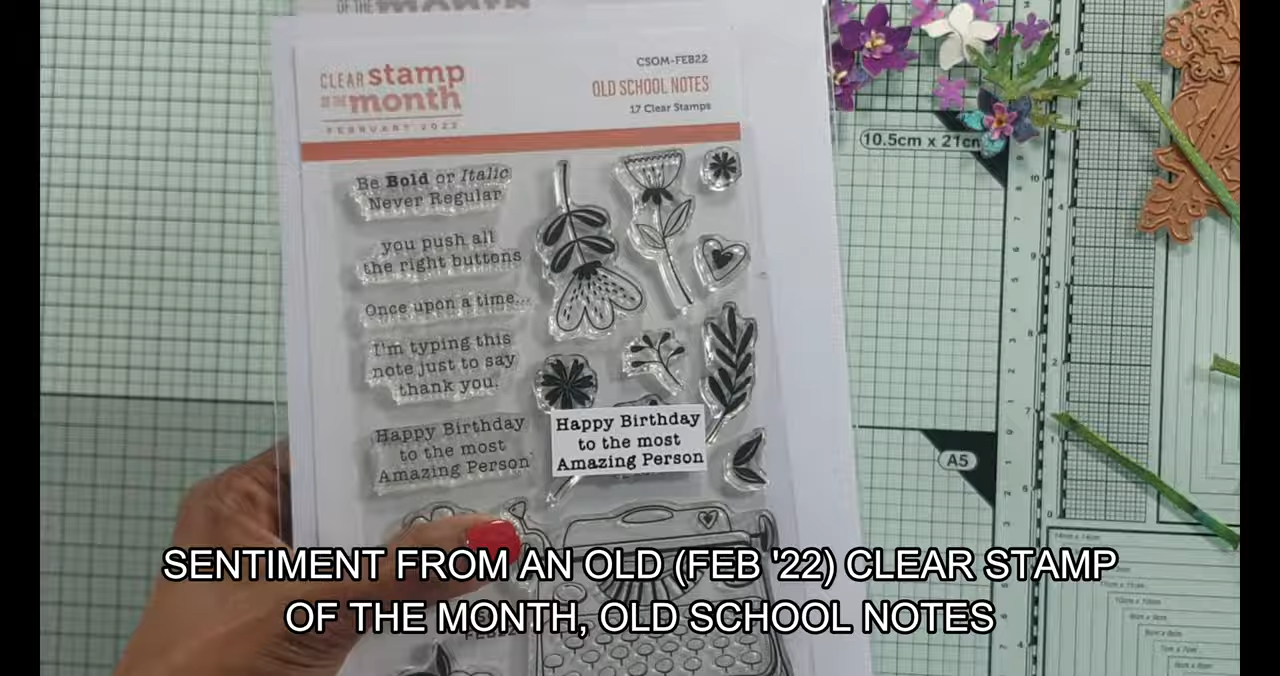 OF THE MONTH
CLEAR stamp
OF THE month
FEBRUARY 2022
CSOM-FEB22
OLD SCHOOL NOTES
17 Clear Stamps
10.5cm x 21cm
Be Bold or Italic
Never Regular
you push all
the right buttons
Once upon a time...
I'm typing this
note just to say
thank you.
Happy Birthday
to the most
Amazing Person
Happy Birthday
to the most
Amazing Person
A5
SENTIMENT FROM AN OLD (FEB '22) CLEAR STAMP
OF THE MONTH, OLD SCHOOL NOTES